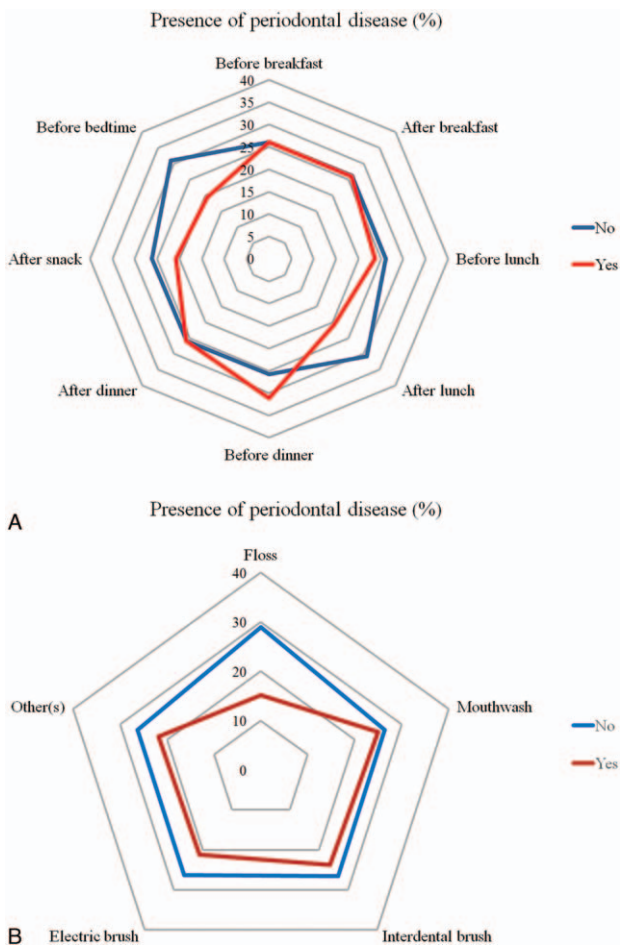 Presence of periodontal disease (%)
Before breakfast
40
35
30
25
20
15
10
5
0
After breakfast
Before lunch
After lunch
Before dinner
After dinner
After snack
Before bedtime
No
Yes
A
Presence of periodontal disease (%)
Floss
40
30
20
10
0
Mouthwash
Interdental brush
Electric brush
Other(s)
No
Yes
B